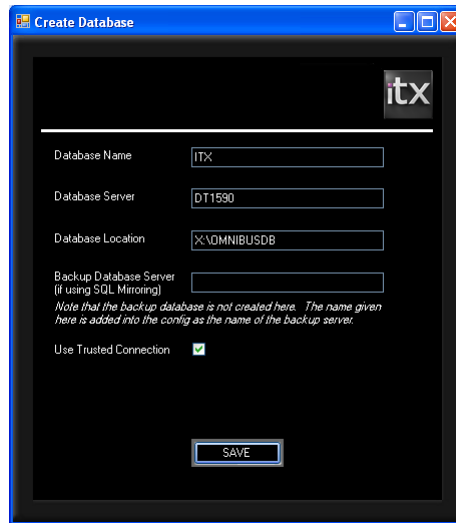 Create Database
itx
Database Name
ITX
Database Server
DT1590
Database Location
X:\OMNIBUSDB
Backup Database Server
(if using SQL Mirroring)
Note that the backup database is not created here.  The name given
here is added into the config as the name of the backup server.
Use Trusted Connection
SAVE